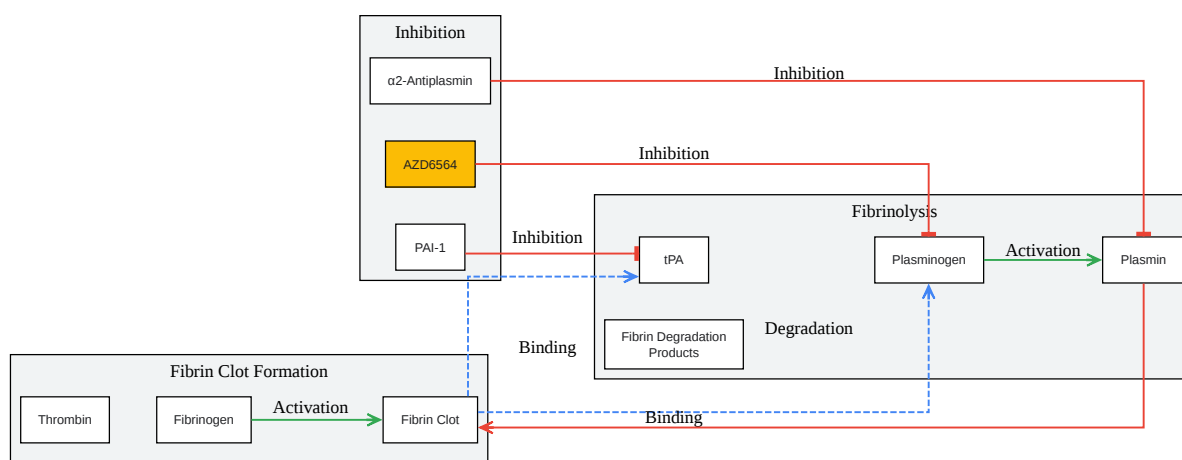 Inhibition
α2-Antiplasmin
Inhibition
AZD6564
Inhibition
PAI-1
Inhibition
Fibrinolysis
tPA
Plasminogen
Activation
Plasmin
Fibrin Degradation
Products
Degradation
Binding
Fibrin Clot Formation
Thrombin
Fibrinogen
Activation
Fibrin Clot
Binding